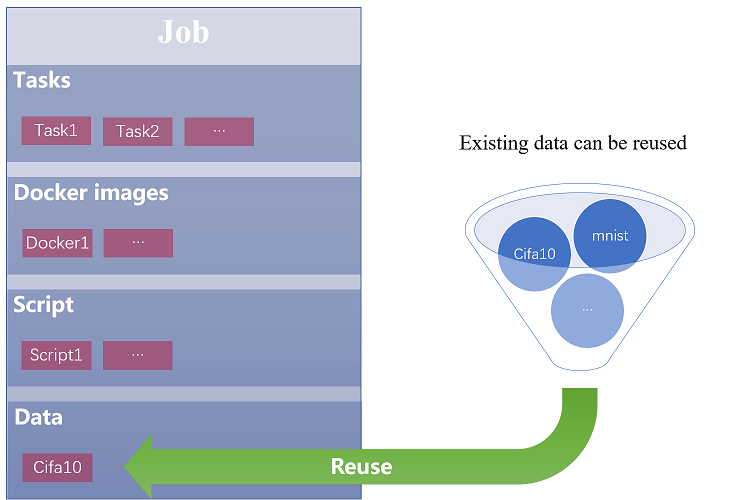 Job
Tasks
Task1 Task2 ...
Docker images
Docker1 ...
Script
Script1 ...
Data
Cifa10
Existing data can be reused
Cifa10 mnist
...
Reuse